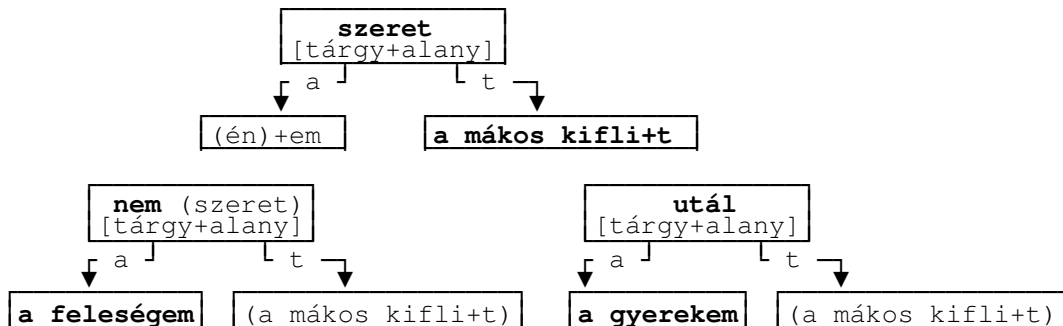 szeret
[tárgy+alany]
a t
(én)+em a mákos kifli+t
nem (szeret) utál
[tárgy+alany] [tárgy+alany]
a t a t
a feleségem (a mákos kifli+t) a gyerekem (a mákos kifli+t)